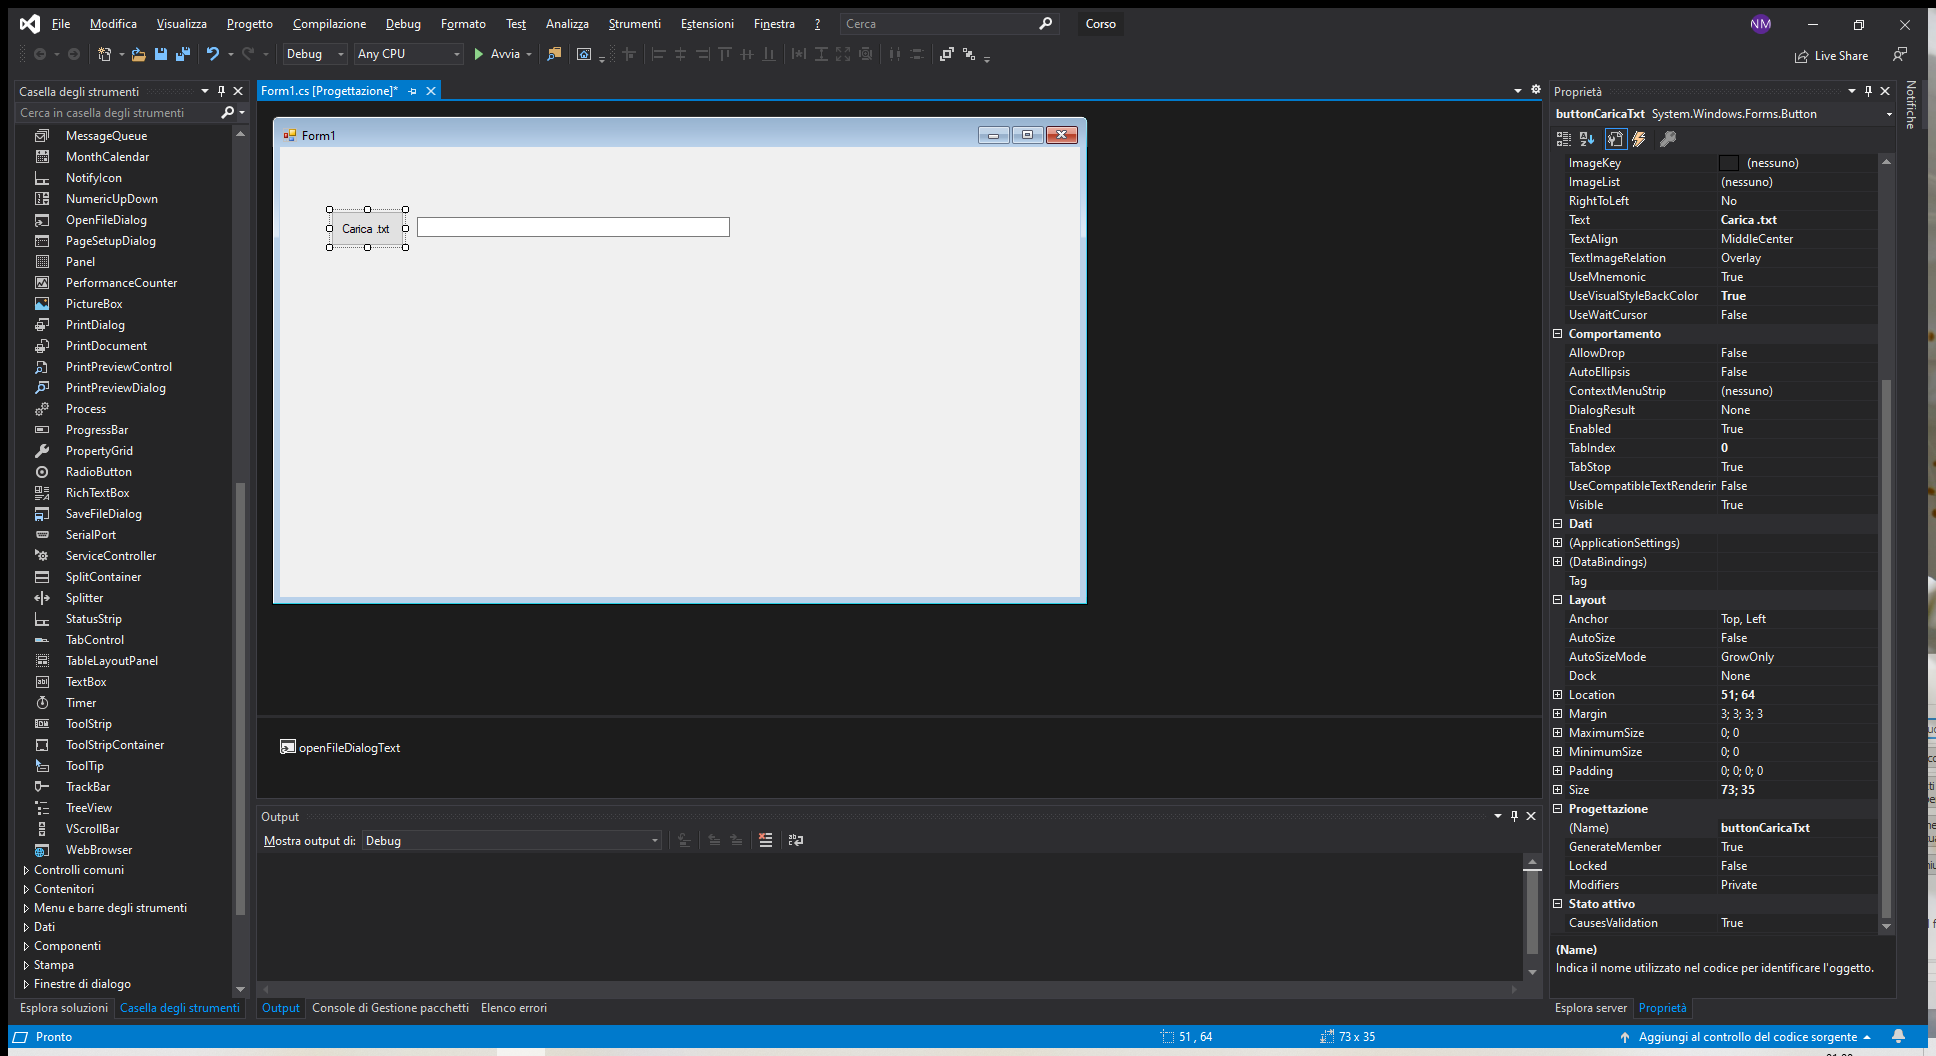 File Modifica Visualizza Progetto Compilazione Debug Formato Test Analizza Strumenti Estensioni Finestra ? Cerca Corso NM
Debug Any CPU Avvia Live Share
Casella degli strumenti
Cerca in casella degli strumenti
MessageQueue
MonthCalendar
NotifyIcon
NumericUpDown
OpenFileDialog
PageSetupDialog
Panel
PerformanceCounter
PictureBox
PrintDialog
PrintDocument
PrintPreviewControl
PrintPreviewDialog
Process
ProgressBar
PropertyGrid
RadioButton
RichTextBox
SaveFileDialog
SerialPort
ServiceController
SplitContainer
Splitter
StatusStrip
TabControl
TableLayoutPanel
TextBox
Timer
ToolStrip
ToolStripContainer
ToolTip
TrackBar
TreeView
VScrollBar
WebBrowser
Controlli comuni
Contenitori
Menu e barre degli strumenti
Dati
Componenti
Stampa
Finestre di dialogo
Esplora soluzioni Casella degli strumenti
Form1.cs [Progettazione]*
Form1
Carica .txt
openFileDialogText
Output
Mostra output di: Debug
Output Console di Gestione pacchetti Elenco errori
Proprietà
buttonCaricaTxt System.Windows.Forms.Button
ImageKey (nessuno)
ImageList (nessuno)
RightToLeft No
Text Carica .txt
TextAlign MiddleCenter
TextImageRelation Overlay
UseMnemonic True
UseVisualStyleBackColor True
UseWaitCursor False
Comportamento
AllowDrop False
AutoEllipsis False
ContextMenuStrip (nessuno)
DialogResult None
Enabled True
TabIndex 0
TabStop True
UseCompatibleTextRenderin False
Visible True
Dati
(ApplicationSettings)
(DataBindings)
Tag
Layout
Anchor Top, Left
AutoSize False
AutoSizeMode GrowOnly
Dock None
Location 51; 64
Margin 3; 3; 3; 3
MaximumSize 0; 0
MinimumSize 0; 0
Padding 0; 0; 0; 0
Size 73; 35
Progettazione
(Name) buttonCaricaTxt
GenerateMember True
Locked False
Modifiers Private
Stato attivo
CausesValidation True
(Name)
Indica il nome utilizzato nel codice per identificare l'oggetto.
Esplora server Proprietà
Notifiche
Pronto 51 , 64 73 x 35 Aggiungi al controllo del codice sorgente